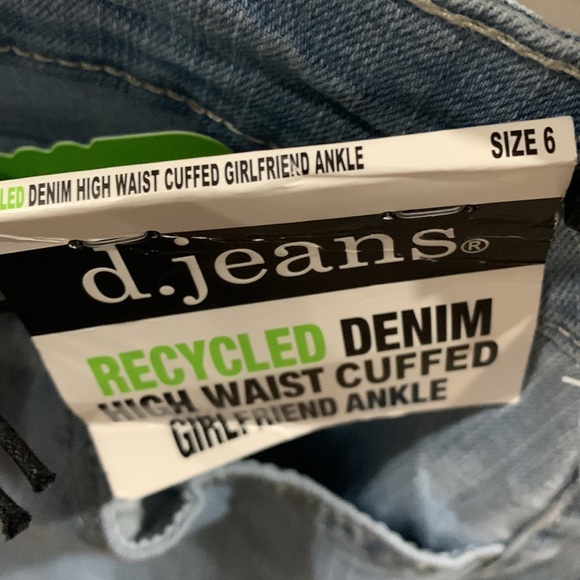 LED DENIM HIGH WAIST CUFFED GIRLFRIEND ANKLE SIZE 6
d.jeans®
RECYCLED DENIM
HIGH WAIST CUFFED
GIRLFRIEND ANKLE